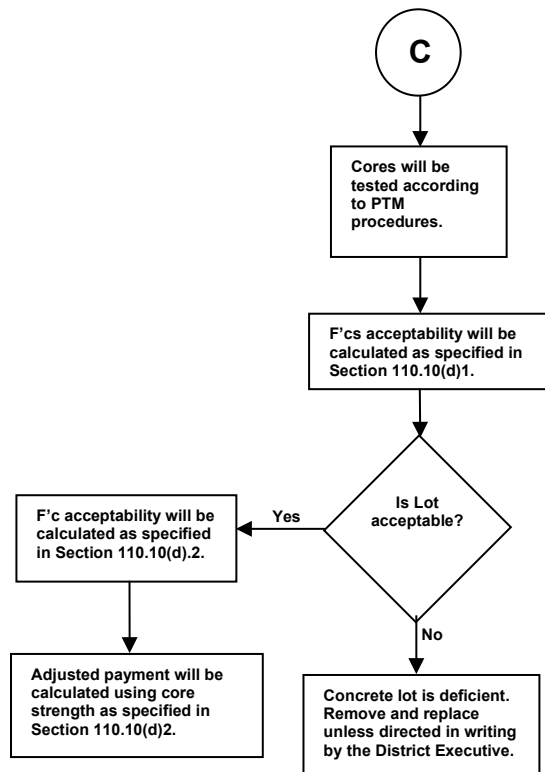 C
Cores will be
tested according
to PTM
procedures.
F'cs acceptability will be
calculated as specified in
Section 110.10(d)1.
Is Lot
acceptable?
Yes
F'c acceptability will be
calculated as specified
in Section 110.10(d).2.
No
Adjusted payment will be
calculated using core
strength as specified in
Section 110.10(d)2.
Concrete lot is deficient.
Remove and replace
unless directed in writing
by the District Executive.